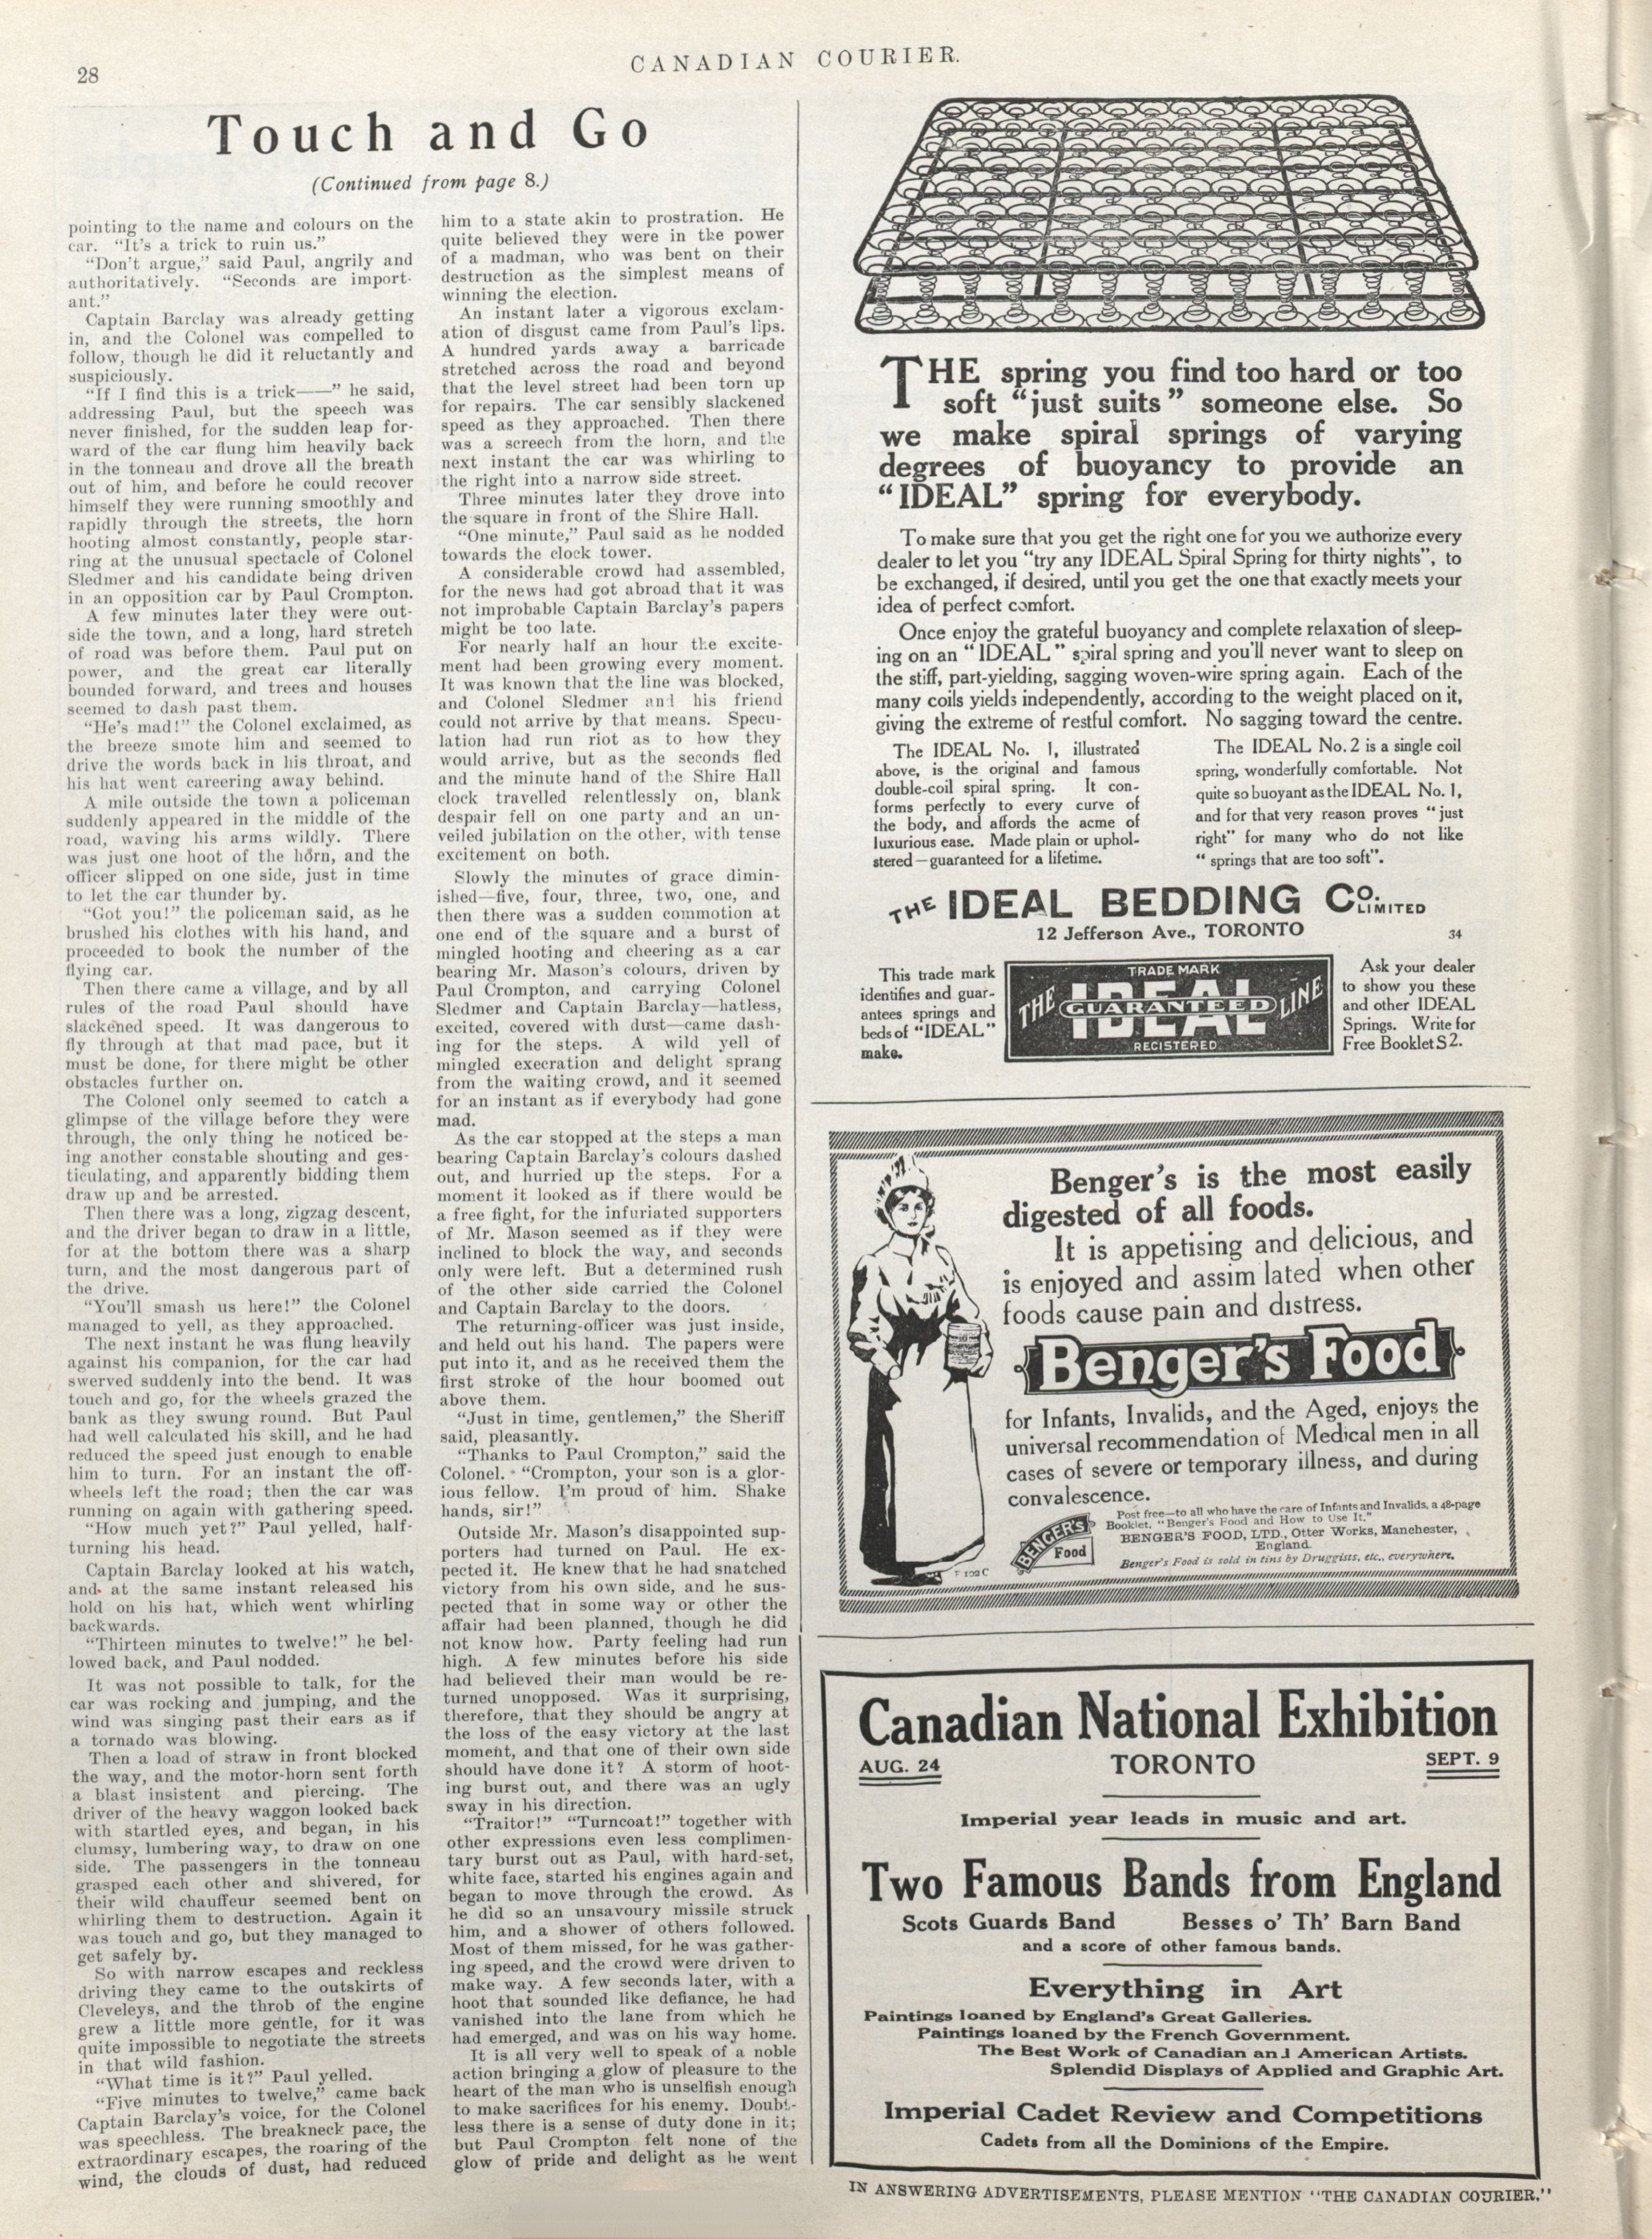 28
CANADIAN COURIER.
Touch and Go
(Continued from page 8.)
pointing to the name and colours on the
car. “It's a trick to ruin us.”
“Don't argue,” said Paul, angrily and
authoritatively. “Seconds are import-
ant.”
Captain Barclay was already getting
in, and the Colonel was compelled to
follow, though he did it reluctantly and
suspiciously.
“If I find this is a trick——” he said,
addressing Paul, but the speech was
never finished, for the sudden leap for-
ward of the car flung him heavily back
in the tonneau and drove all the breath
out of him, and before he could recover
himself they were running smoothly and
rapidly through the streets, the horn
hooting almost constantly, people star-
ring at the unusual spectacle of Colonel
Sledmer and his candidate being driven
in an opposition car by Paul Crompton.
A few minutes later they were out-
side the town, and a long, hard stretch
of road was before them. Paul put on
power, and the great car literally
bounded forward, and trees and houses
seemed to dash past them.
“He's mad!” the Colonel exclaimed, as
the breeze smote him and seemed to
drive the words back in his throat, and
his hat went careering away behind.
A mile outside the town a policeman
suddenly appeared in the middle of the
road, waving his arms wildly. There
was just one hoot of the horn, and the
officer slipped on one side, just in time
to let the car thunder by.
“Got you!” the policeman said, as he
brushed his clothes with his hand, and
proceeded to book the number of the
flying car.
Then there came a village, and by all
rules of the road Paul should have
slackened speed. It was dangerous to
fly through at that mad pace, but it
must be done, for there might be other
obstacles further on.
The Colonel only seemed to catch a
glimpse of the village before they were
through, the only thing he noticed be-
ing another constable shouting and ges-
ticulating, and apparently bidding them
draw up and be arrested.
Then there was a long, zigzag descent,
and the driver began to draw in a little,
for at the bottom there was a sharp
turn, and the most dangerous part of
the drive.
“You'll smash us here!” the Colonel
managed to yell, as they approached.
The next instant he was flung heavily
against his companion, for the car had
swerved suddenly into the bend. It was
touch and go, for the wheels grazed the
bank as they swung round. But Paul
had well calculated his skill, and he had
reduced the speed just enough to enable
him to turn. For an instant the off-
wheels left the road; then the car was
running on again with gathering speed.
“How much yet?” Paul yelled, half-
turning his head.
Captain Barclay looked at his watch,
and at the same instant released his
hold on his hat, which went whirling
backwards.
“Thirteen minutes to twelve!” he bel-
lowed back, and Paul nodded.
It was not possible to talk, for the
car was rocking and jumping, and the
wind was singing past their ears as if
a tornado was blowing.
Then a load of straw in front blocked
the way, and the motor-horn sent forth
a blast insistent and piercing. The
driver of the heavy waggon looked back
with startled eyes, and began, in his
clumsy, lumbering way, to draw on one
side. The passengers in the tonneau
grasped each other and shivered, for
their wild chauffeur seemed bent on
whirling them to destruction. Again it
was touch and go, but they managed to
get safely by.
So with narrow escapes and reckless
driving they came to the outskirts of
Cleveleys, and the throb of the engine
grew a little more gentle, for it was
quite impossible to negotiate the streets
in that wild fashion.
“What time is it?” Paul yelled.
“Five minutes to twelve,” came back
Captain Barclay's voice, for the Colonel
was speechless. The breakneck pace, the
extraordinary escapes, the roaring of the
wind, the clouds of dust, had reduced
him to a state akin to prostration. He
quite believed they were in the power
of a madman, who was bent on their
destruction as the simplest means of
winning the election.
An instant later a vigorous exclam-
ation of disgust came from Paul's lips.
A hundred yards away a barricade
stretched across the road and beyond
that the level street had been torn up
for repairs. The car sensibly slackened
speed as they approached. Then there
was a screech from the horn, and the
next instant the car was whirling to
the right into a narrow side street.
Three minutes later they drove into
the square in front of the Shire Hall.
“One minute,” Paul said as he nodded
towards the clock tower.
A considerable crowd had assembled,
for the news had got abroad that it was
not improbable Captain Barclay's papers
might be too late.
For nearly half an hour the excite-
ment had been growing every moment.
It was known that the line was blocked,
and Colonel Sledmer and his friend
could not arrive by that means. Specu-
lation had run riot as to how they
would arrive, but as the seconds fled
and the minute hand of the Shire Hall
clock travelled relentlessly on, blank
despair fell on one party and an un-
veiled jubilation on the other, with tense
excitement on both.
Slowly the minutes of grace dimin-
ished—five, four, three, two, one, and
then there was a sudden commotion at
one end of the square and a burst of
mingled hooting and cheering as a car
bearing Mr. Mason's colours, driven by
Paul Crompton, and carrying Colonel
Sledmer and Captain Barclay—hatless,
excited, covered with dust—came dash-
ing for the steps. A wild yell of
mingled execration and delight sprang
from the waiting crowd, and it seemed
for an instant as if everybody had gone
mad.
As the car stopped at the steps a man
bearing Captain Barclay's colours dashed
out, and hurried up the steps. For a
moment it looked as if there would be
a free fight, for the infuriated supporters
of Mr. Mason seemed as if they were
inclined to block the way, and seconds
only were left. But a determined rush
of the other side carried the Colonel
and Captain Barclay to the doors.
The returning-officer was just inside,
and held out his hand. The papers were
put into it, and as he received them the
first stroke of the hour boomed out
above them.
“Just in time, gentlemen,” the Sheriff
said, pleasantly.
“Thanks to Paul Crompton,” said the
Colonel. “Crompton, your son is a glor-
ious fellow. I'm proud of him. Shake
hands, sir!”
Outside Mr. Mason's disappointed sup-
porters had turned on Paul. He ex-
pected it. He knew that he had snatched
victory from his own side, and he sus-
pected that in some way or other the
affair had been planned, though he did
not know how. Party feeling had run
high. A few minutes before his side
had believed their man would be re-
turned unopposed. Was it surprising,
therefore, that they should be angry at
the loss of the easy victory at the last
moment, and that one of their own side
should have done it? A storm of hoot-
ing burst out, and there was an ugly
sway in his direction.
“Traitor!” “Turncoat!” together with
other expressions even less complimen-
tary burst out as Paul, with hard-set,
white face, started his engines again and
began to move through the crowd. As
he did so an unsavoury missile struck
him, and a shower of others followed.
Most of them missed, for he was gather-
ing speed, and the crowd were driven to
make way. A few seconds later, with a
hoot that sounded like defiance, he had
vanished into the lane from which he
had emerged, and was on his way home.
It is all very well to speak of a noble
action bringing a glow of pleasure to the
heart of the man who is unselfish enough
to make sacrifices for his enemy. Doubt-
less there is a sense of duty done in it;
but Paul Crompton felt none of the
glow of pride and delight as he went
THE spring you find too hard or too
soft “just suits” someone else. So
we make spiral springs of varying
degrees of buoyancy to provide an
“IDEAL” spring for everybody.
To make sure that you get the right one for you we authorize every
dealer to let you “try any IDEAL Spiral Spring for thirty nights”, to
be exchanged, if desired, until you get the one that exactly meets your
idea of perfect comfort.
Once enjoy the grateful buoyancy and complete relaxation of sleep-
ing on an “IDEAL” spiral spring and you'll never want to sleep on
the stiff, part-yielding, sagging woven-wire spring again. Each of the
many coils yields independently, according to the weight placed on it,
giving the extreme of restful comfort. No sagging toward the centre.
The IDEAL No. 1, illustrated
above, is the original and famous
double-coil spiral spring. It con-
forms perfectly to every curve of
the body, and affords the acme of
luxurious ease. Made plain or uphol-
stered—guaranteed for a lifetime.
The IDEAL No. 2 is a single coil
spring, wonderfully comfortable. Not
quite so buoyant as the IDEAL No. 1,
and for that very reason proves “just
right” for many who do not like
“springs that are too soft”.
THE IDEAL BEDDING Co. LIMITED
12 Jefferson Ave., TORONTO
34
This trade mark
identifies and guar-
antees springs and
beds of “IDEAL”
make.
TRADE MARK
THE IDEAL LINE
GUARANTEED
REGISTERED
Ask your dealer
to show you these
and other IDEAL
Springs. Write for
Free Booklet S 2.
Benger's is the most easily
digested of all foods.
It is appetising and delicious, and
is enjoyed and assim lated when other
foods cause pain and distress.
Benger's Food
for Infants, Invalids, and the Aged, enjoys the
universal recommendation of Medical men in all
cases of severe or temporary illness, and during
convalescence.
Post free—to all who have the care of Infants and Invalids, a 48-page
Booklet, “Benger's Food and How to Use It.”
BENGER'S FOOD, LTD., Otter Works, Manchester,
England.
Benger's Food is sold in tins by Druggists, etc., everywhere.
BENGER'S
Food
F 102 C
Canadian National Exhibition
AUG. 24
TORONTO
SEPT. 9
Imperial year leads in music and art.
Two Famous Bands from England
Scots Guards Band Besses o' Th' Barn Band
and a score of other famous bands.
Everything in Art
Paintings loaned by England's Great Galleries.
Paintings loaned by the French Government.
The Best Work of Canadian and American Artists.
Splendid Displays of Applied and Graphic Art.
Imperial Cadet Review and Competitions
Cadets from all the Dominions of the Empire.
IN ANSWERING ADVERTISEMENTS, PLEASE MENTION “THE CANADIAN COURIER.”